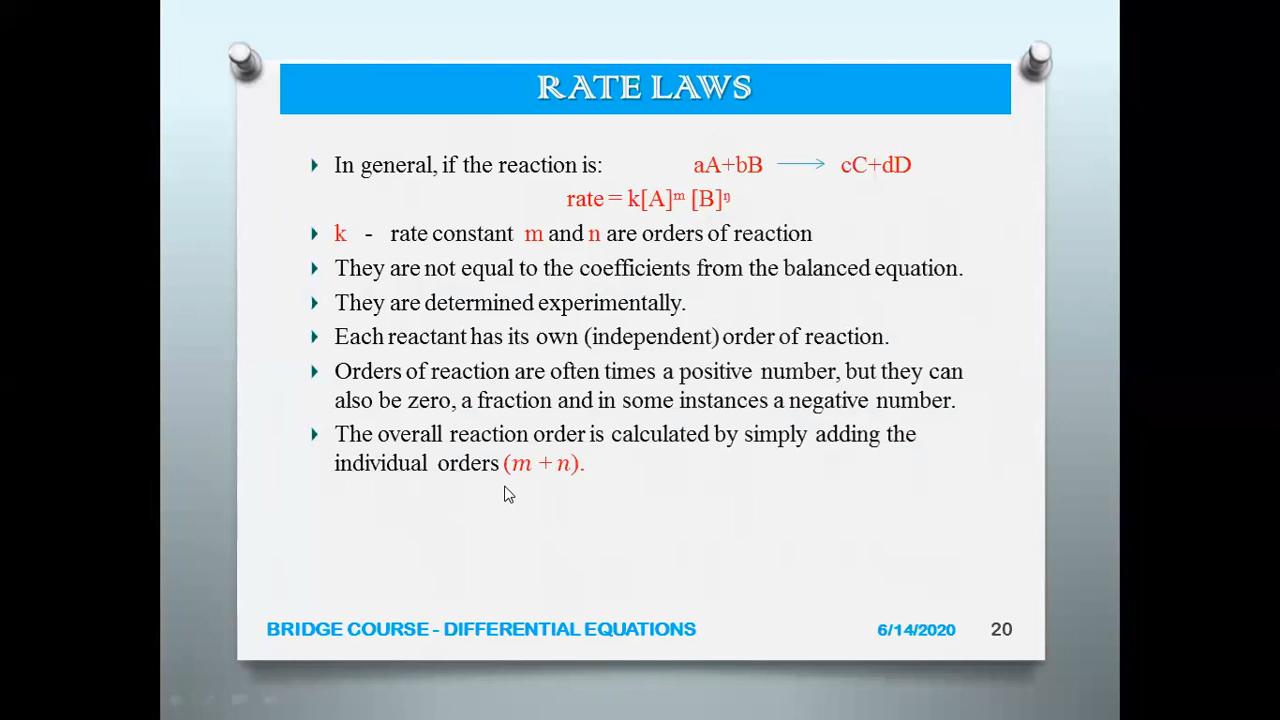 RATE LAWS
In general, if the reaction is: aA+bB → cC+dD
rate = k[A]ᵐ [B]ⁿ
k - rate constant m and n are orders of reaction
They are not equal to the coefficients from the balanced equation.
They are determined experimentally.
Each reactant has its own (independent) order of reaction.
Orders of reaction are often times a positive number, but they can
also be zero, a fraction and in some instances a negative number.
The overall reaction order is calculated by simply adding the
individual orders (m + n).
BRIDGE COURSE - DIFFERENTIAL EQUATIONS 6/14/2020 20